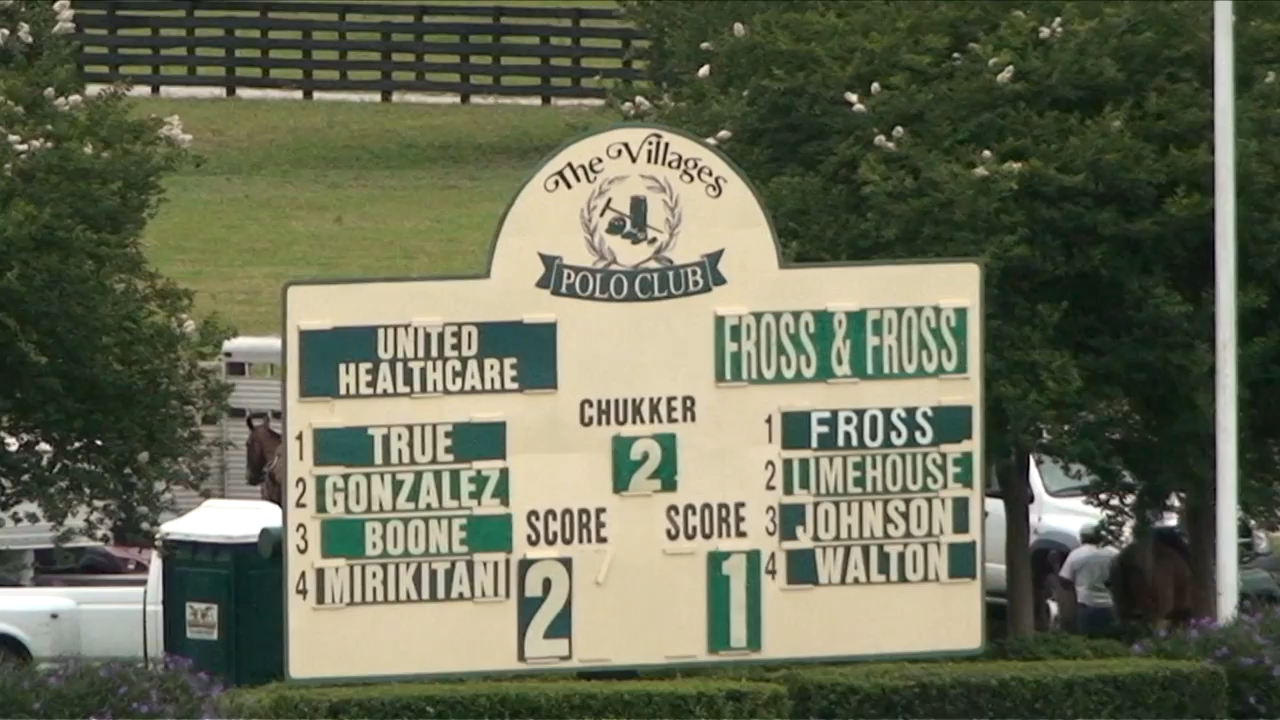 The Villages
POLO CLUB
UNITED
HEALTHCARE
1 TRUE
2 GONZALEZ
3 BOONE
4 MIRIKITANI
SCORE
2
CHUKKER
2
FROSS & FROSS
1 FROSS
2 LIMEHOUSE
3 JOHNSON
4 WALTON
SCORE
1